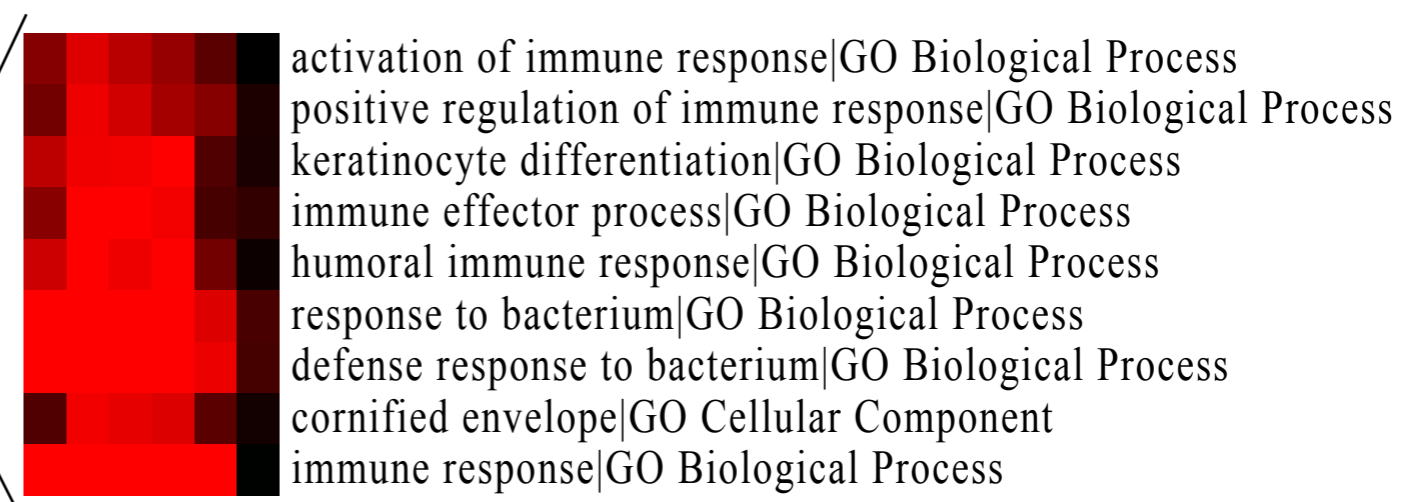 activation of immune response|GO Biological Process
positive regulation of immune response|GO Biological Process
keratinocyte differentiation|GO Biological Process
immune effector process|GO Biological Process
humoral immune response|GO Biological Process
response to bacterium|GO Biological Process
defense response to bacterium|GO Biological Process
cornified envelope|GO Cellular Component
immune response|GO Biological Process